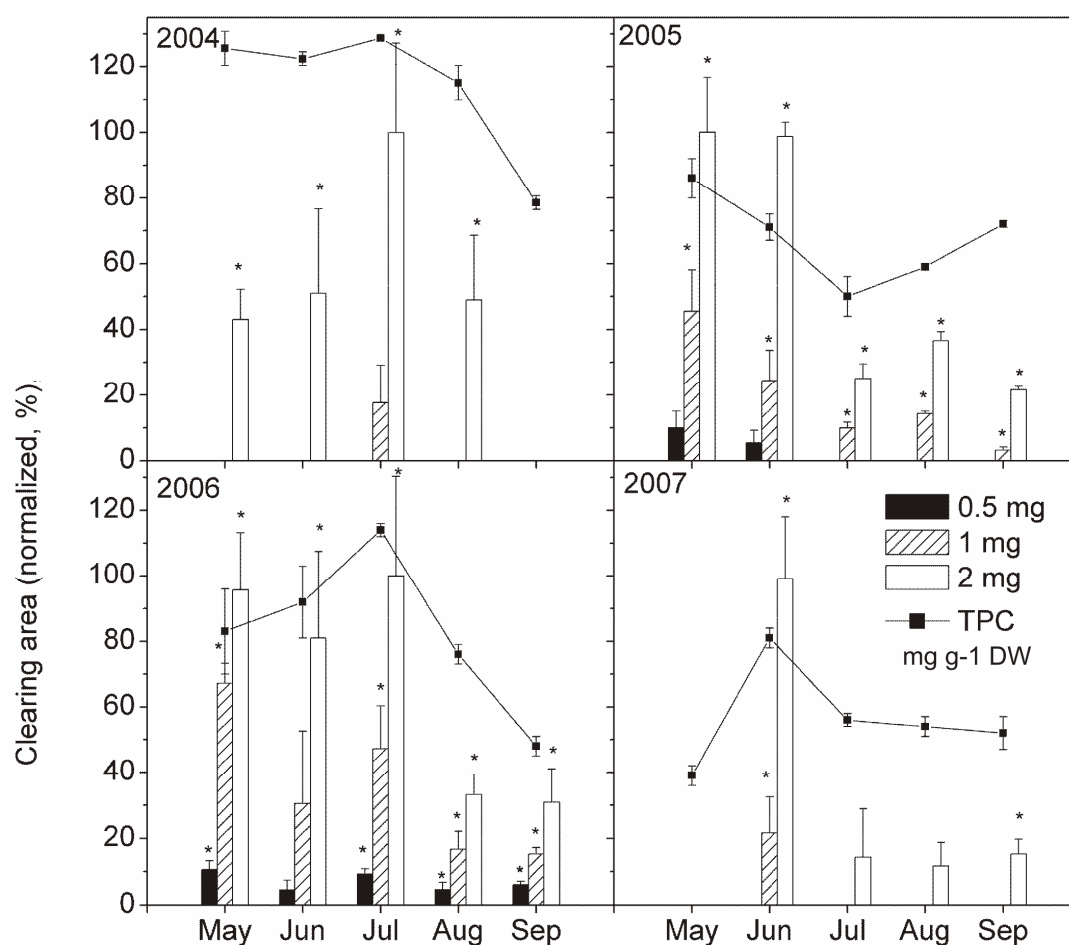 Clearing area (normalized, %)
2004
2005
120
100
80
60
40
20
0
* * * *
* * * * * * * * * *
2006
2007
120
100
80
60
40
20
0
* * * * * * * * * * * * *
* * *
0.5 mg
1 mg
2 mg
TPC
mg g-1 DW
May Jun Jul Aug Sep
May Jun Jul Aug Sep